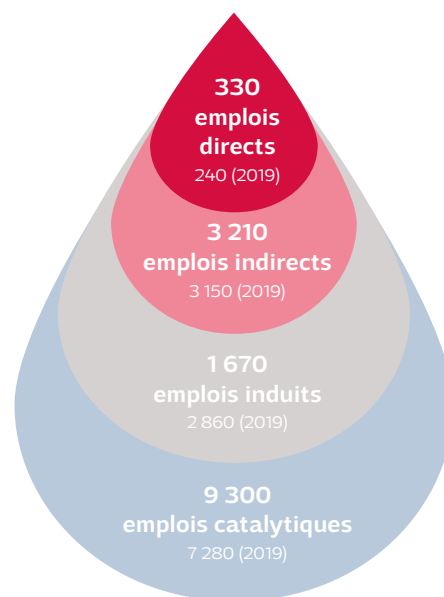 330
emplois
directs
240 (2019)
3 210
emplois indirects
3 150 (2019)
1 670
emplois induits
2 860 (2019)
9 300
emplois catalytiques
7 280 (2019)